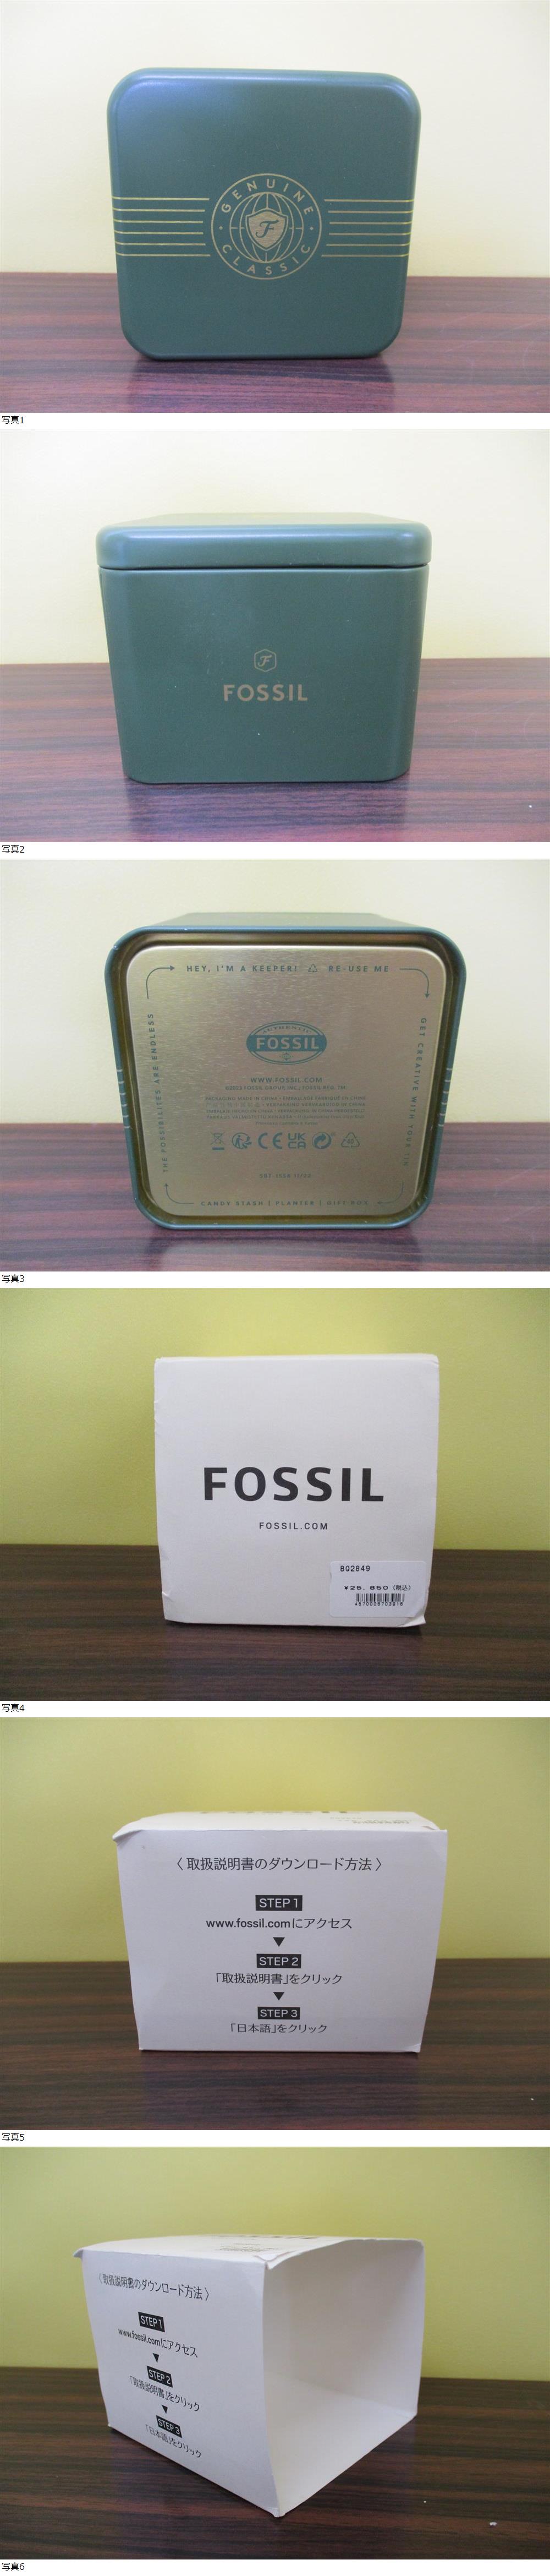 GENUINE
F
CLASSIC
写真1
F
FOSSIL
写真2
HEY, I'M A KEEPER! RE-USE ME
THE POSSIBILITIES ARE ENDLESS
GET CREATIVE WITH YOUR TIN
AUTHENTIC
FOSSIL
WWW.FOSSIL.COM
CE UK CA
CANDY STASH | PLANTER | GIFT BOX
写真3
FOSSIL
FOSSIL.COM
BQ2849
¥25,850 (税込)
写真4
〈 取扱説明書のダウンロード方法 〉
STEP 1
www.fossil.comにアクセス
▼
STEP 2
「取扱説明書」をクリック
▼
STEP 3
「日本語」をクリック
写真5
〈 取扱説明書のダウンロード方法 〉
STEP 1
www.fossil.comにアクセス
▼
STEP 2
「取扱説明書」をクリック
▼
STEP 3
「日本語」をクリック
写真6